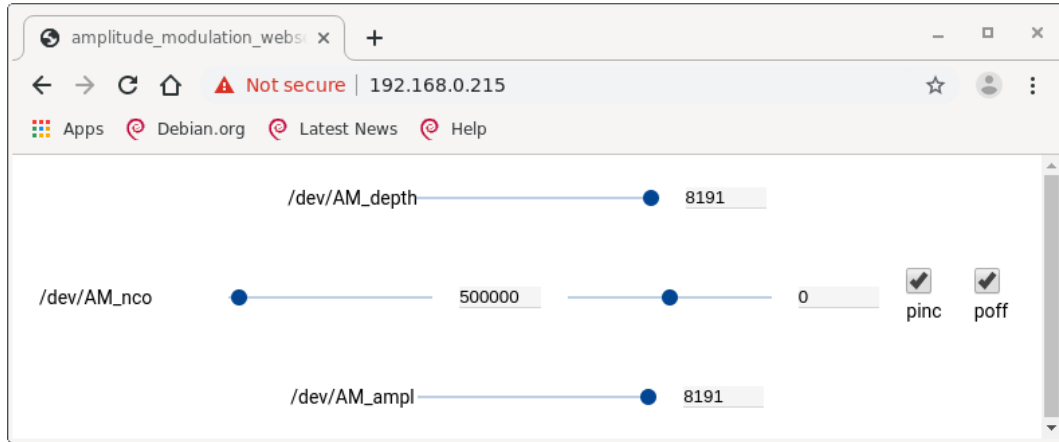 amplitude_modulation_webse
Not secure 192.168.0.215
Apps Debian.org Latest News Help
/dev/AM_depth 8191
/dev/AM_nco 500000 0 pinc poff
/dev/AM_ampl 8191